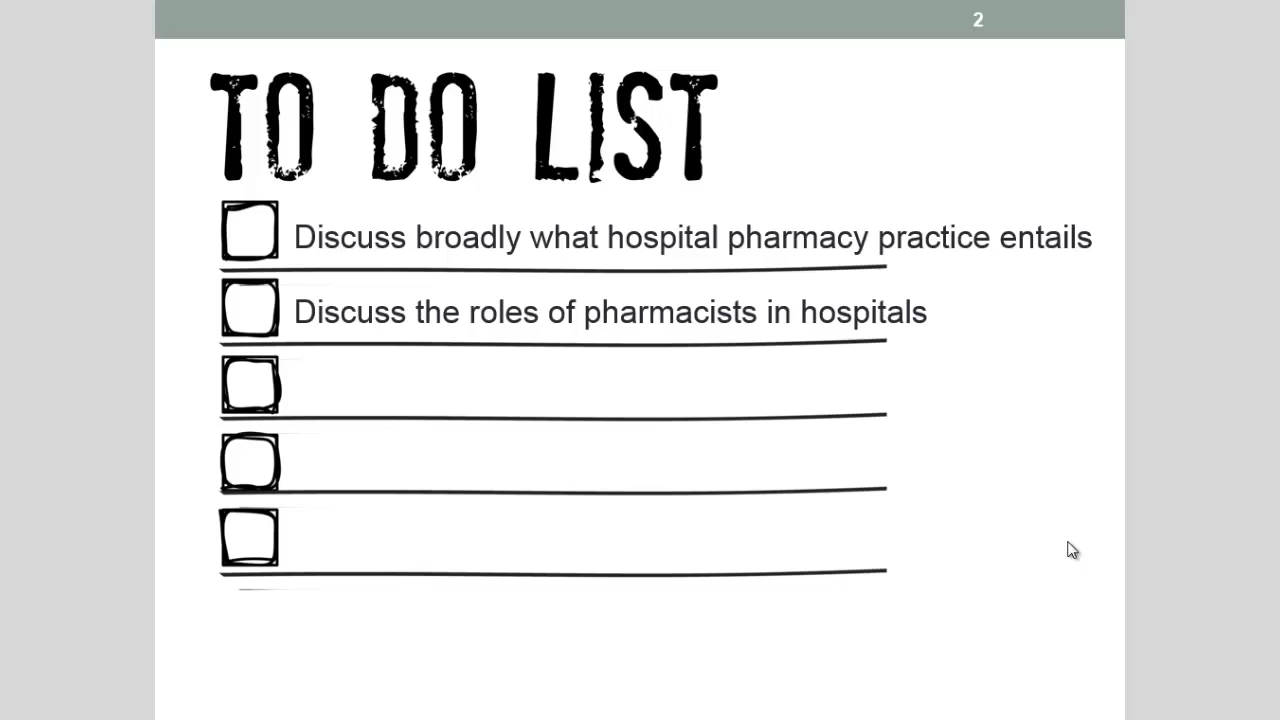 2
TO DO LIST
Discuss broadly what hospital pharmacy practice entails
Discuss the roles of pharmacists in hospitals